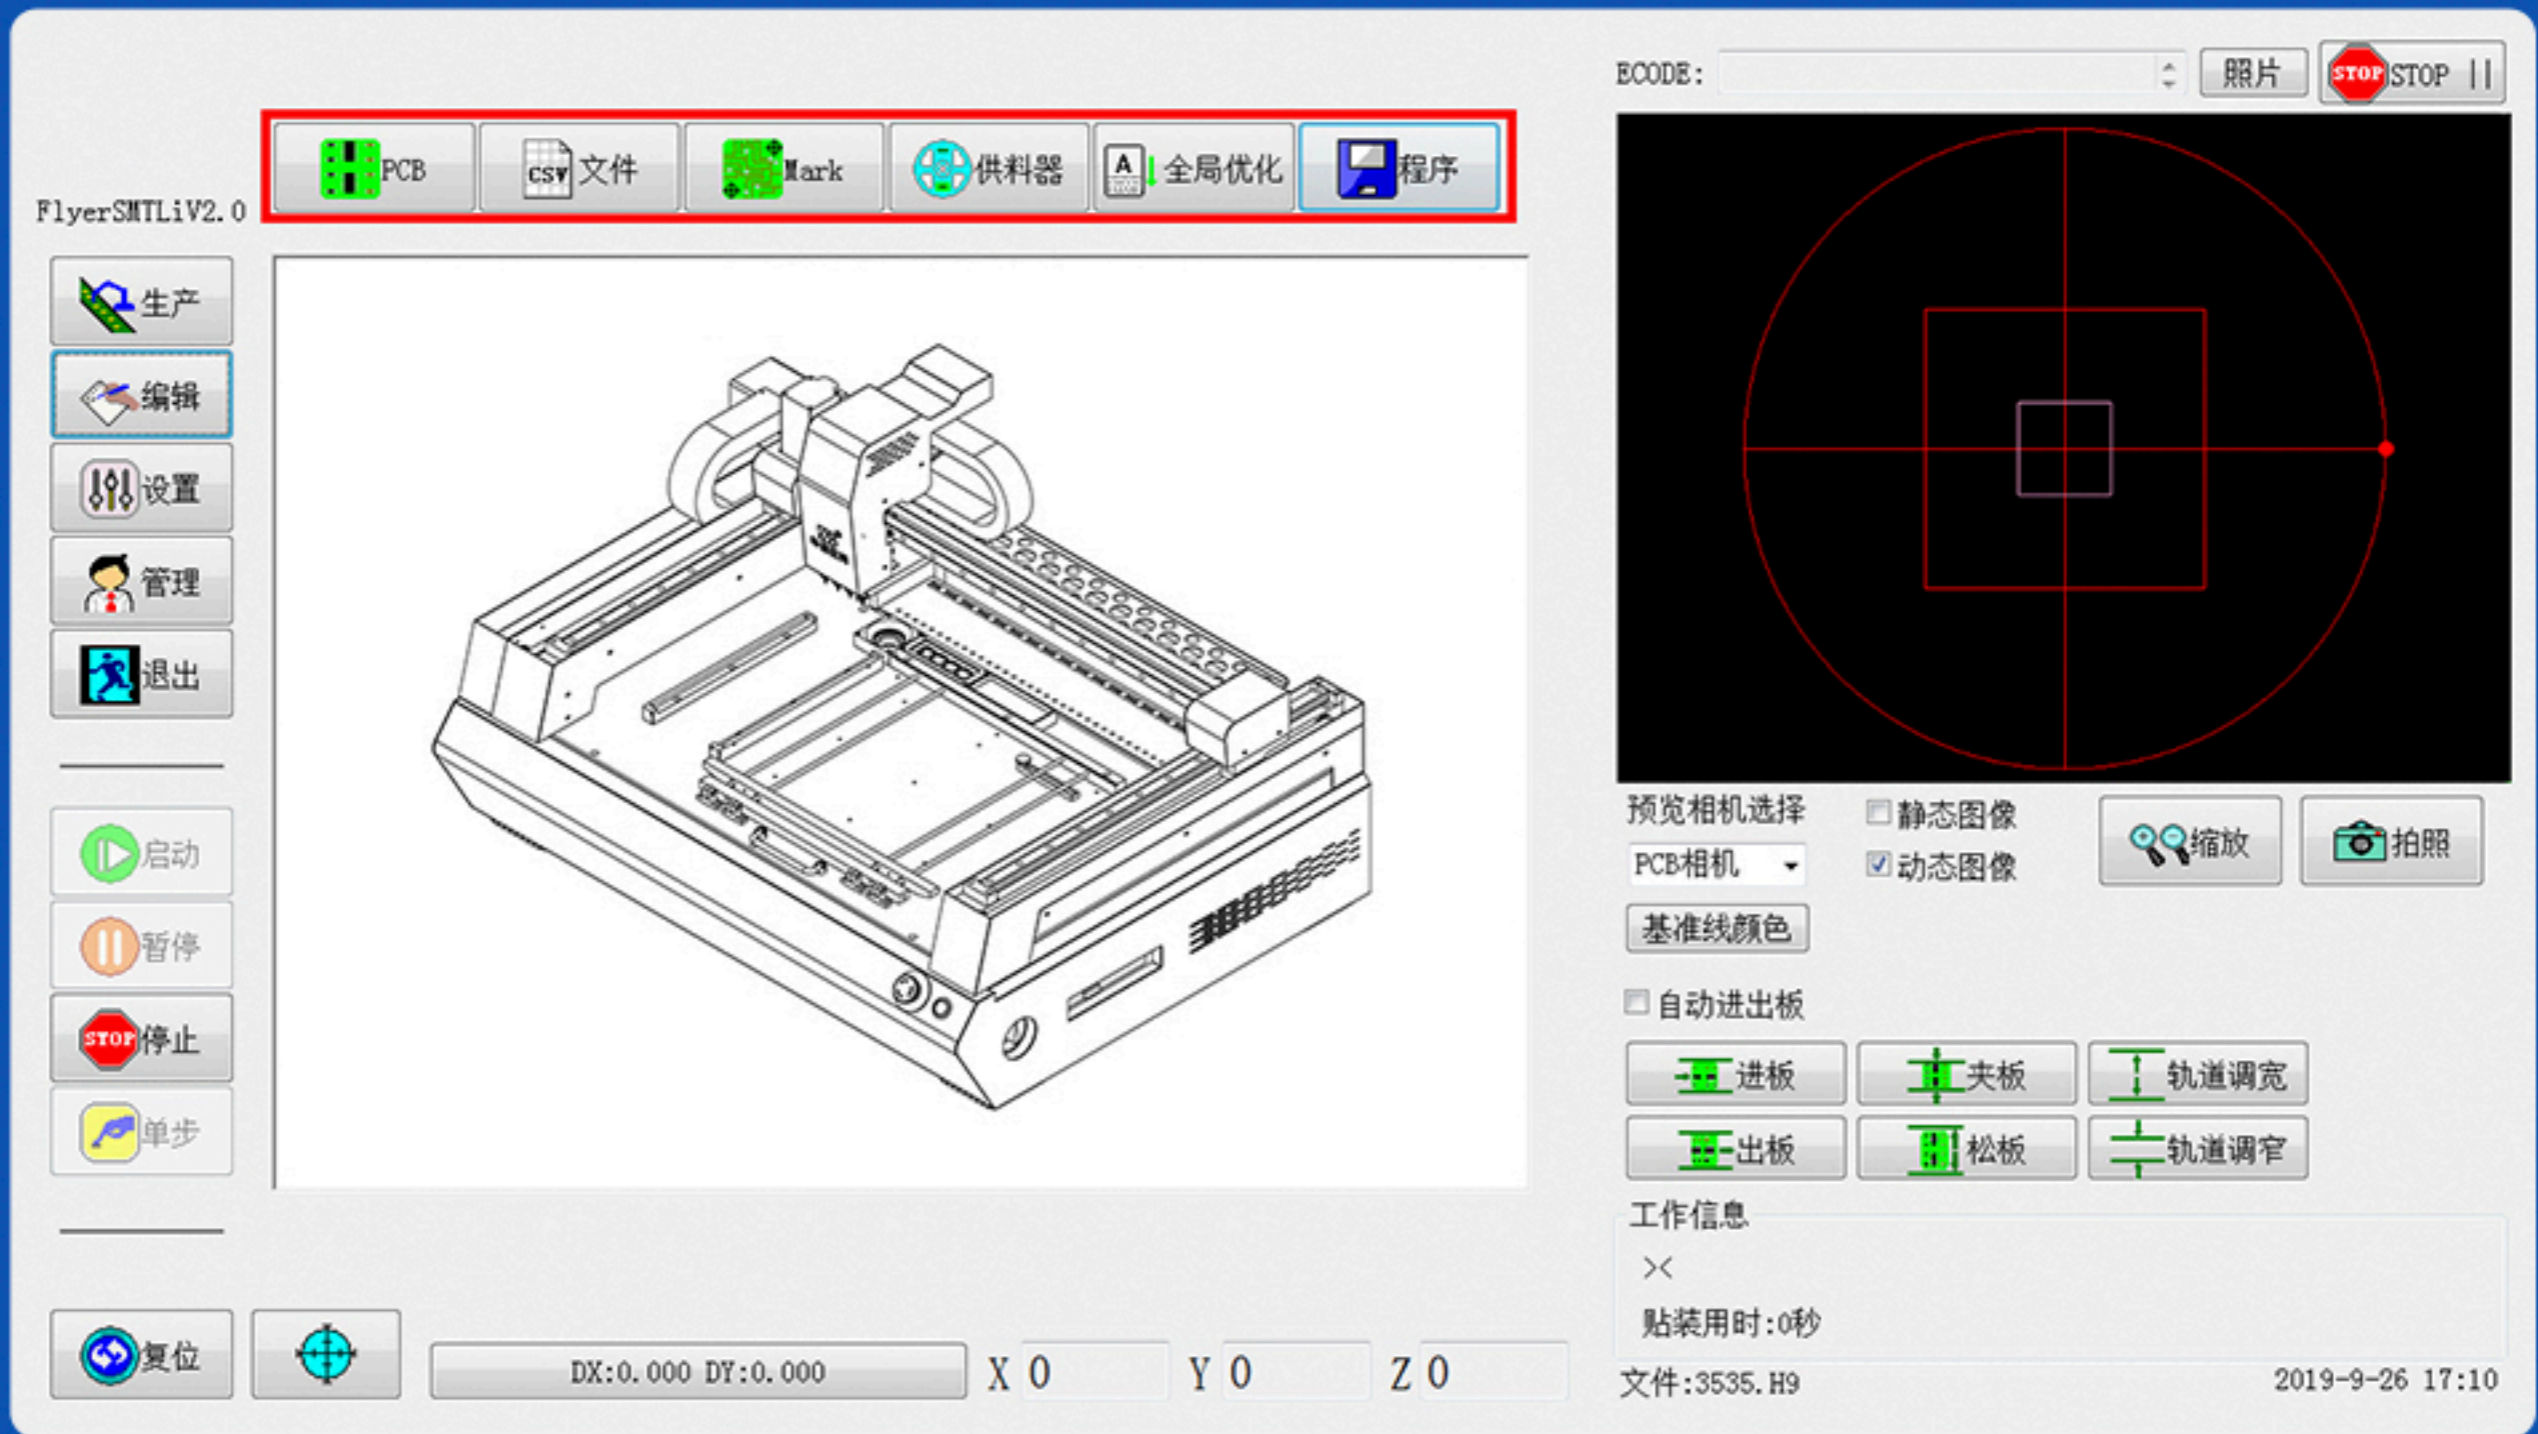 ECODE:
照片
STOP STOP ||
PCB
CSV 文件
Mark
供料器
A 全局优化
程序
FlyerSMTLiV2.0
生产
编辑
设置
管理
退出
启动
暂停
STOP 停止
单步
预览相机选择
静态图像
缩放
拍照
PCB相机
动态图像
基准线颜色
自动进出板
进板
夹板
轨道调宽
出板
松板
轨道调窄
工作信息
><
贴装用时:0秒
复位
DX:0.000 DY:0.000
X 0
Y 0
Z 0
文件:3535.H9
2019-9-26 17:10